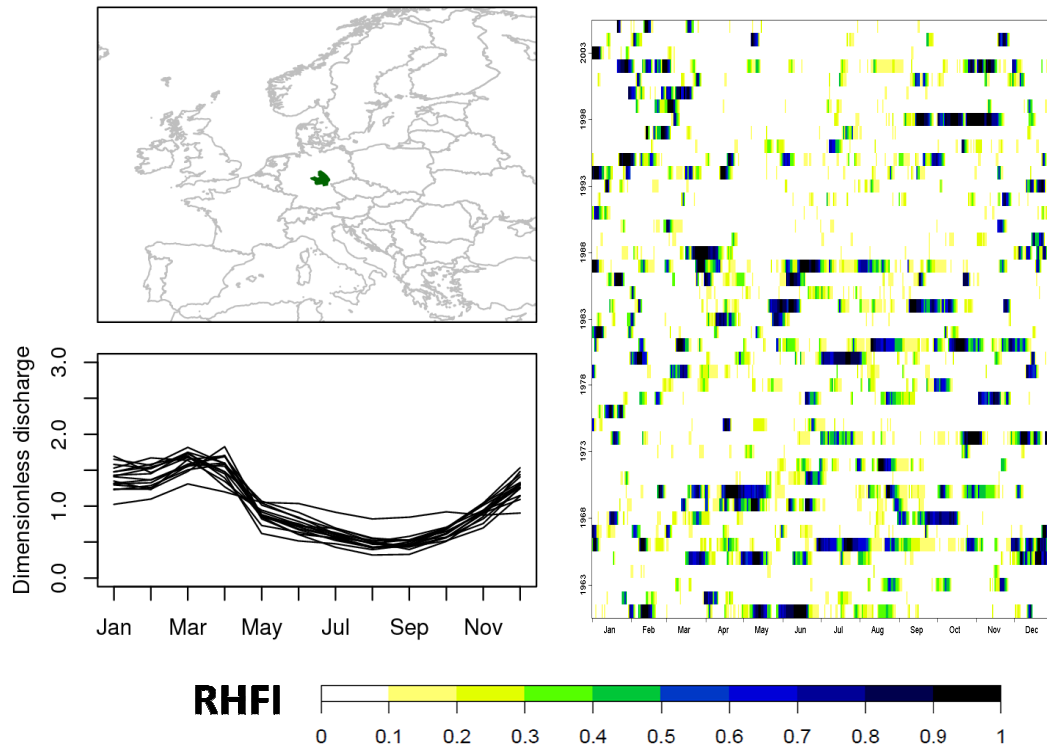 2003
1998
1993
1988
1983
1978
1973
1968
1963
Jan Feb Mar Apr May Jun Jul Aug Sep Oct Nov Dec
Dimensionless discharge
3.0
2.0
1.0
0.0
Jan Mar May Jul Sep Nov
RHFI
0 0.1 0.2 0.3 0.4 0.5 0.6 0.7 0.8 0.9 1